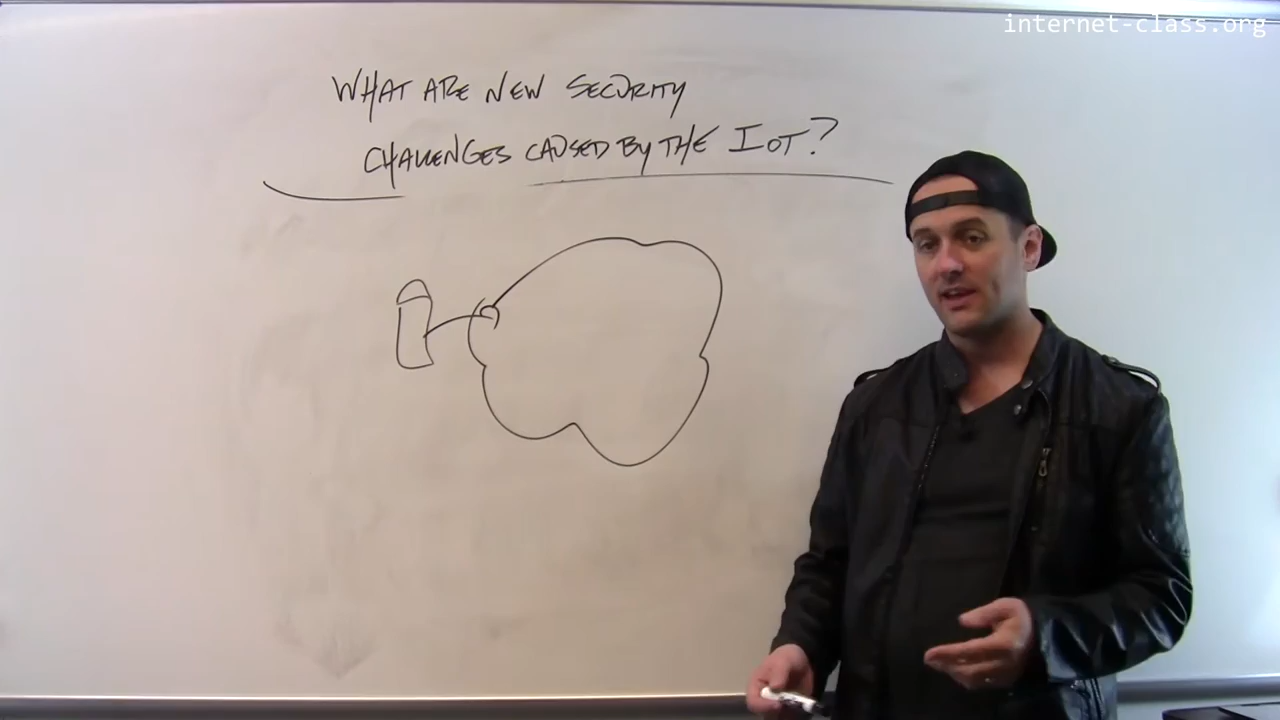 internet-class.org
WHAT ARE NEW SECURITY
CHALLENGES CAUSED BY THE IOT?